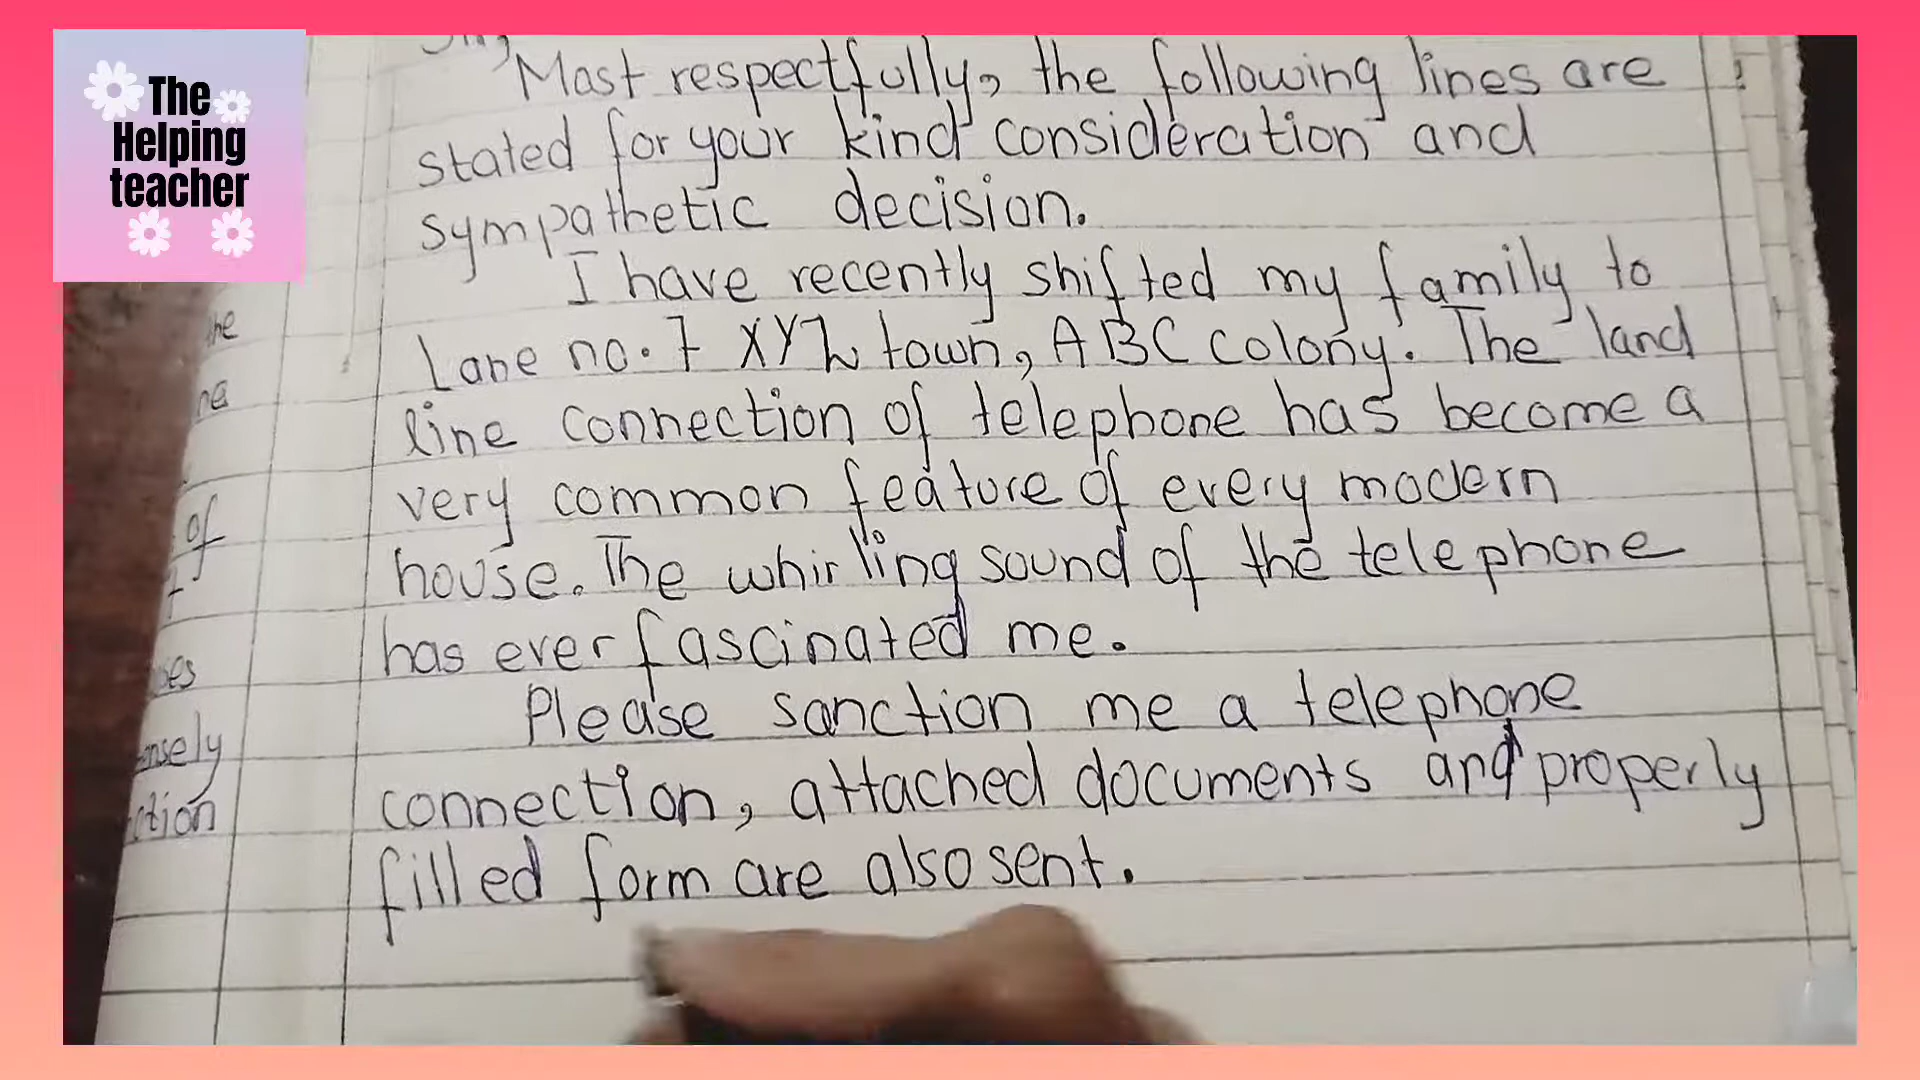 The
Helping
teacher
Most respectfully, the following lines are
stated for your kind consideration and
sympathetic decision.
I have recently shifted my family to
Lane no. 7 XYZ town, ABC colony. The land
line connection of telephone has become a
very common feature of every modern
house. The whirling sound of the telephone
has ever fascinated me.
Please sanction me a telephone
connection, attached documents and properly
filled form are also sent.
of